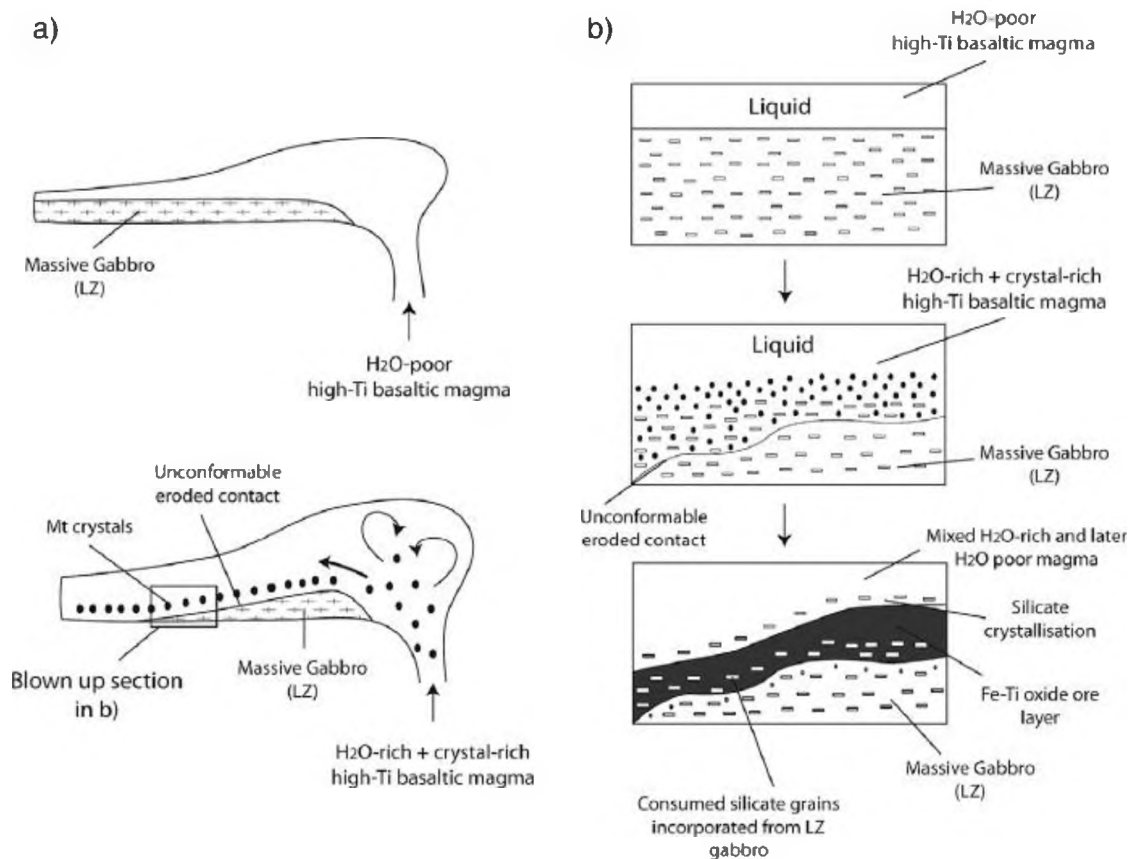 a)
Massive Gabbro
(LZ)
H2O-poor
high-Ti basaltic magma
Unconformable
eroded contact
Mt crystals
Massive Gabbro
(LZ)
Blown up section
in b)
H2O-rich + crystal-rich
high-Ti basaltic magma
b)
H2O-poor
high-Ti basaltic magma
Liquid
Massive Gabbro
(LZ)
H2O-rich + crystal-rich
high-Ti basaltic magma
Liquid
Massive Gabbro
(LZ)
Unconformable
eroded contact
Mixed H2O-rich and later
H2O poor magma
Silicate
crystallisation
Fe-Ti oxide ore
layer
Massive Gabbro
(LZ)
Consumed silicate grains
incorporated from LZ
gabbro